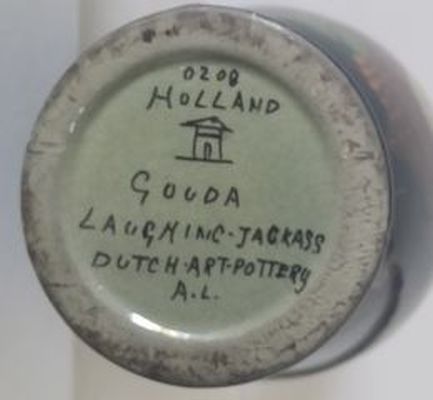 0208
HOLLAND
GOUDA
LAUGHING-JACKASS
DUTCH-ART-POTTERY
A.L.